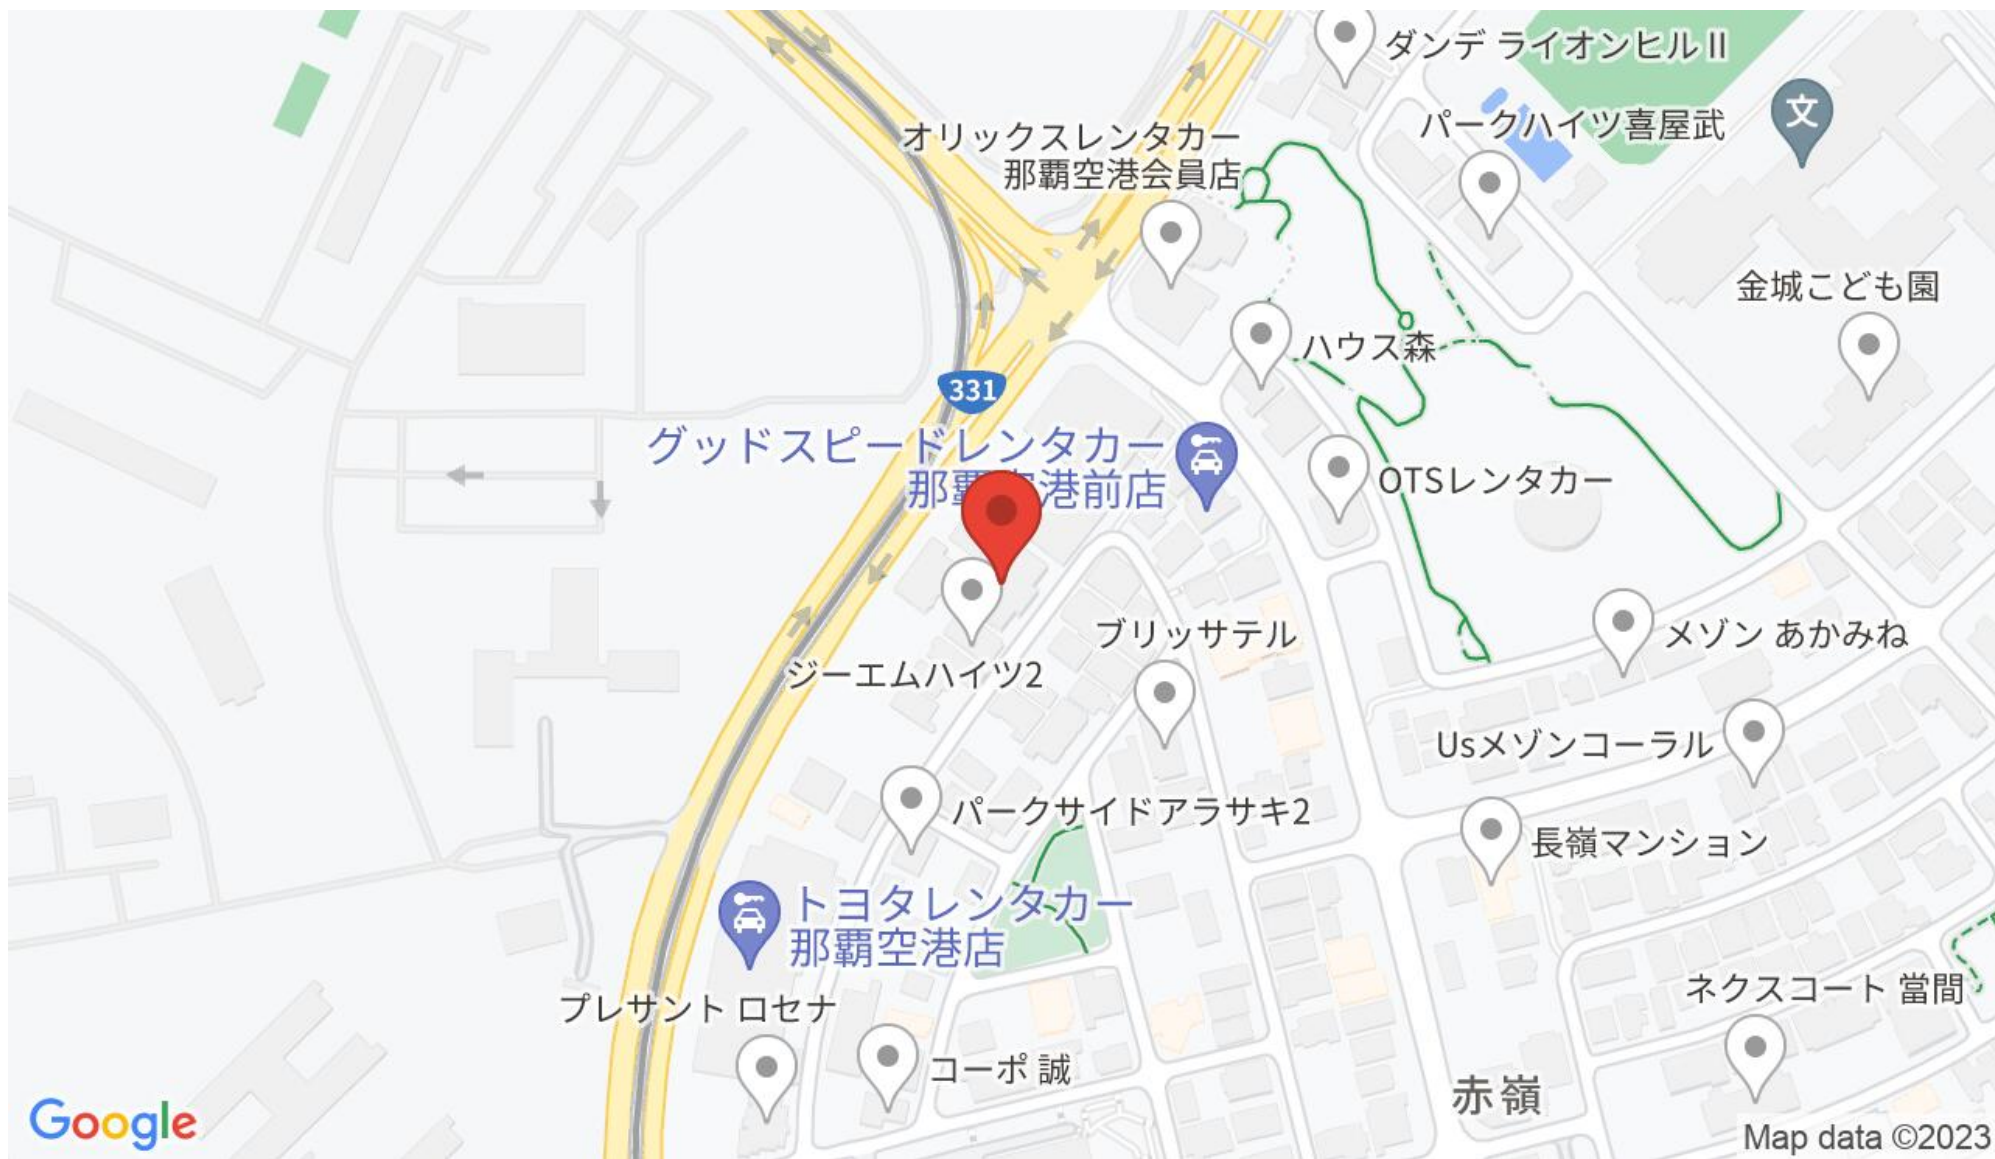 ダンデ ライオンヒル II
パークハイツ喜屋武
文
オリックスレンタカー
那覇空港会員店
金城こども園
ハウス森
331
グッドスピードレンタカー
那覇空港前店
OTSレンタカー
ブリッサテル
メゾン あかみね
ジーエムハイツ2
Usメゾンコーラル
パークサイドアラサキ2
長嶺マンション
トヨタレンタカー
那覇空港店
ネクスコート 當間
プレサント ロセナ
コーポ 誠
赤嶺
Google
Map data ©2023